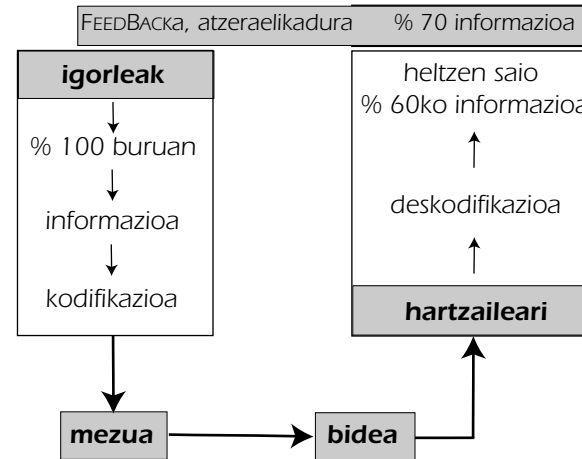 FEEDBACKa, atzeraelikadura % 70 informazioa
igorleak
% 100 buruan
informazioa
kodifikazioa
heltzen saio
% 60ko informazioa
deskodifikazioa
hartzaileari
mezua
bidea